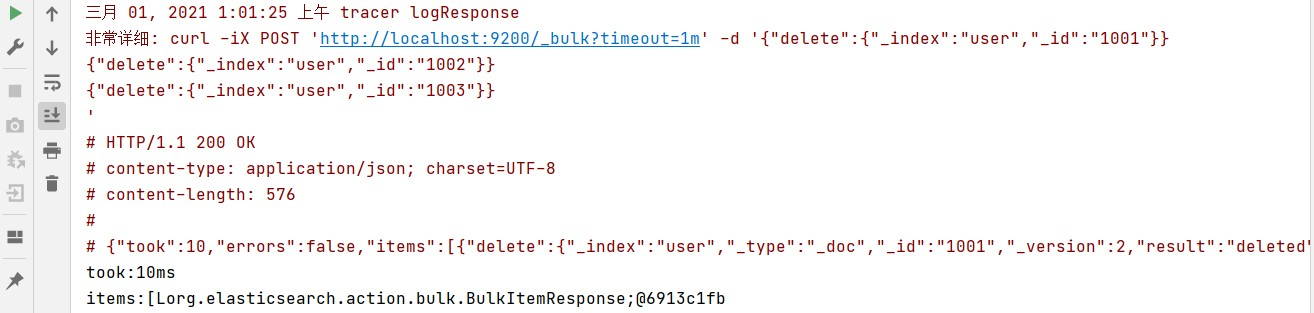 三月 01, 2021 1:01:25 上午 tracer logResponse
非常详细: curl -iX POST 'http://localhost:9200/_bulk?timeout=1m' -d '{"delete":{"_index":"user","_id":"1001"}}
{"delete":{"_index":"user","_id":"1002"}}
{"delete":{"_index":"user","_id":"1003"}}
'
# HTTP/1.1 200 OK
# content-type: application/json; charset=UTF-8
# content-length: 576
#
# {"took":10,"errors":false,"items":[{"delete":{"_index":"user","_type":"_doc","_id":"1001","_version":2,"result":"deleted"
took:10ms
items:[Lorg.elasticsearch.action.bulk.BulkItemResponse;@6913c1fb